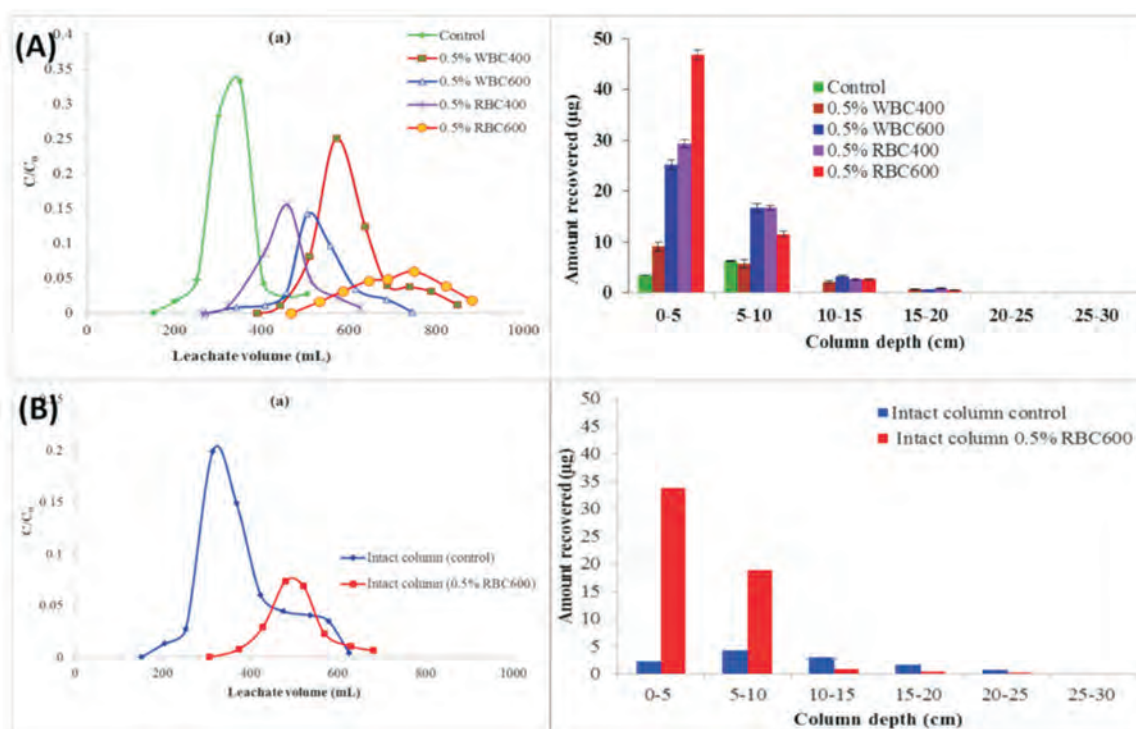 (A)
(a)
C/C0
0.4
0.35
0.3
0.25
0.2
0.15
0.1
0.05
0
0 200 400 600 800 1000
Leachate volume (mL)
Control
0.5% WBC400
0.5% WBC600
0.5% RBC400
0.5% RBC600
Amount recovered (µg)
50
40
30
20
10
0
0-5 5-10 10-15 15-20 20-25 25-30
Column depth (cm)
Control
0.5% WBC400
0.5% WBC600
0.5% RBC400
0.5% RBC600
(B)
(a)
C/C0
0.2
0.15
0.1
0.05
0
0 200 400 600 800 1000
Leachate volume (mL)
Intact column (control)
Intact column (0.5% RBC600)
Amount recovered (µg)
50
45
40
35
30
25
20
15
10
5
0
0-5 5-10 10-15 15-20 20-25 25-30
Column depth (cm)
Intact column control
Intact column 0.5% RBC600